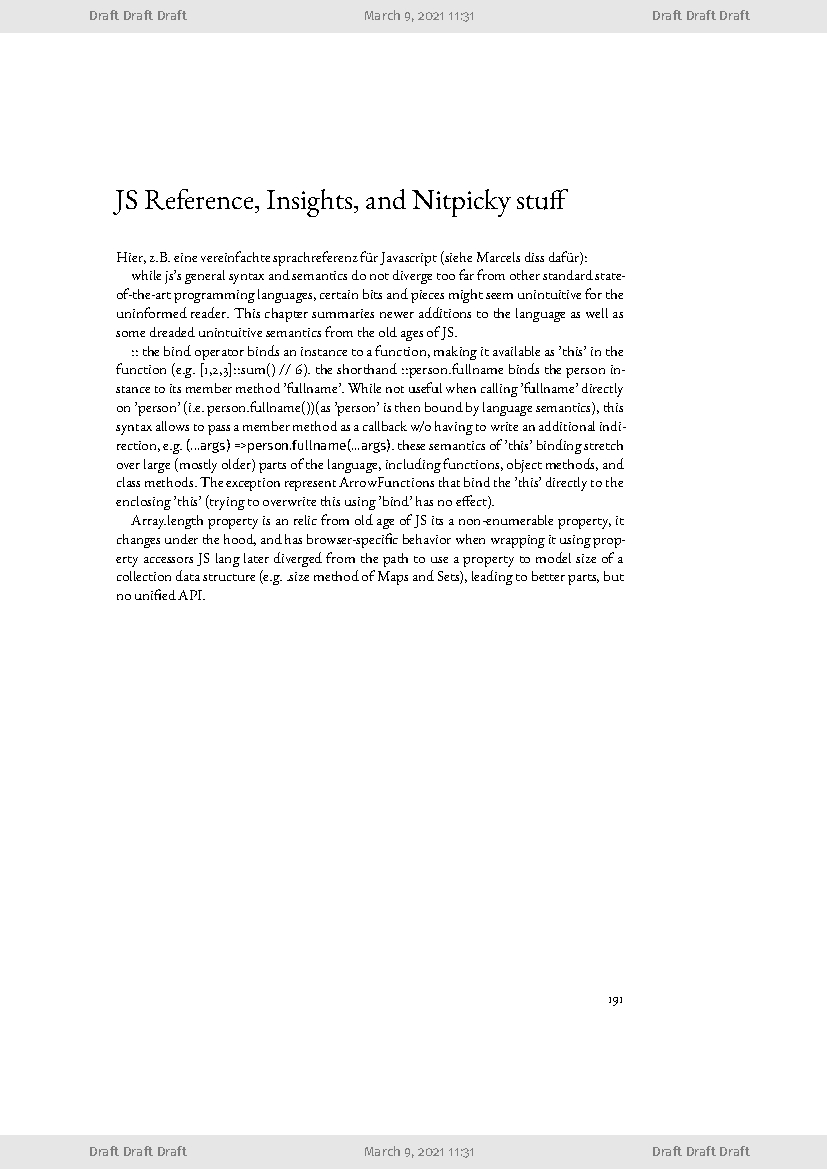 Draft Draft Draft March 9, 2021 11:31 Draft Draft Draft
JS Reference, Insights, and Nitpicky stuff
Hier, z.B. eine vereinfachte sprachreferenz für Javascript (siehe Marcels diss dafür):
while js's general syntax and semantics do not diverge too far from other standard state-
of-the-art programming languages, certain bits and pieces might seem unintuitive for the
uninformed reader. This chapter summaries newer additions to the language as well as
some dreaded unintuitive semantics from the old ages of JS.
:: the bind operator binds an instance to a function, making it available as 'this' in the
function (e.g. [1,2,3]::sum() // 6). the shorthand ::person.fullname binds the person in-
stance to its member method 'fullname'. While not useful when calling 'fullname' directly
on 'person' (i.e. person.fullname())(as 'person' is then bound by language semantics), this
syntax allows to pass a member method as a callback w/o having to write an additional indi-
rection, e.g. (...args) =>person.fullname(...args). these semantics of 'this' binding stretch
over large (mostly older) parts of the language, including functions, object methods, and
class methods. The exception represent ArrowFunctions that bind the 'this' directly to the
enclosing 'this' (trying to overwrite this using 'bind' has no effect).
Array.length property is an relic from old age of JS its a non-enumerable property, it
changes under the hood, and has browser-specific behavior when wrapping it using prop-
erty accessors JS lang later diverged from the path to use a property to model size of a
collection data structure (e.g. .size method of Maps and Sets), leading to better parts, but
no unified API.
191
Draft Draft Draft March 9, 2021 11:31 Draft Draft Draft